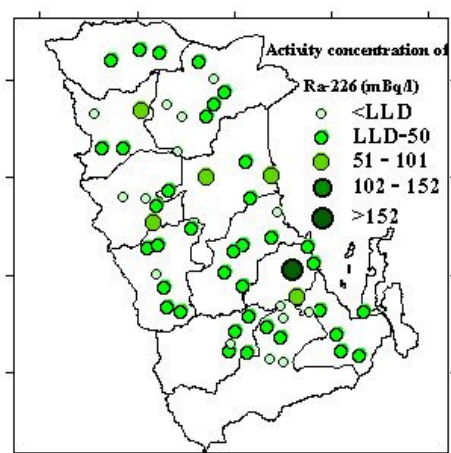 Activity concentration of
Ra-226 (mBq/l)
<LLD
LLD-50
51 - 101
102 - 152
>152